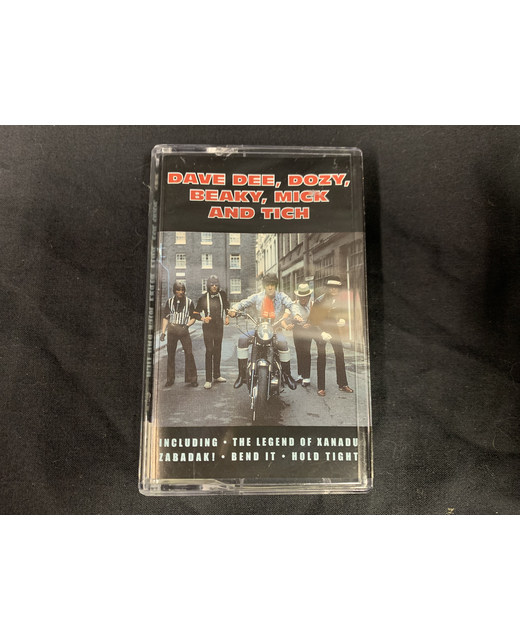 DAVE DEE, DOZY,
BEAKY, MICK
AND TICH
INCLUDING • THE LEGEND OF XANADU
ZABADAK! • BEND IT • HOLD TIGHT